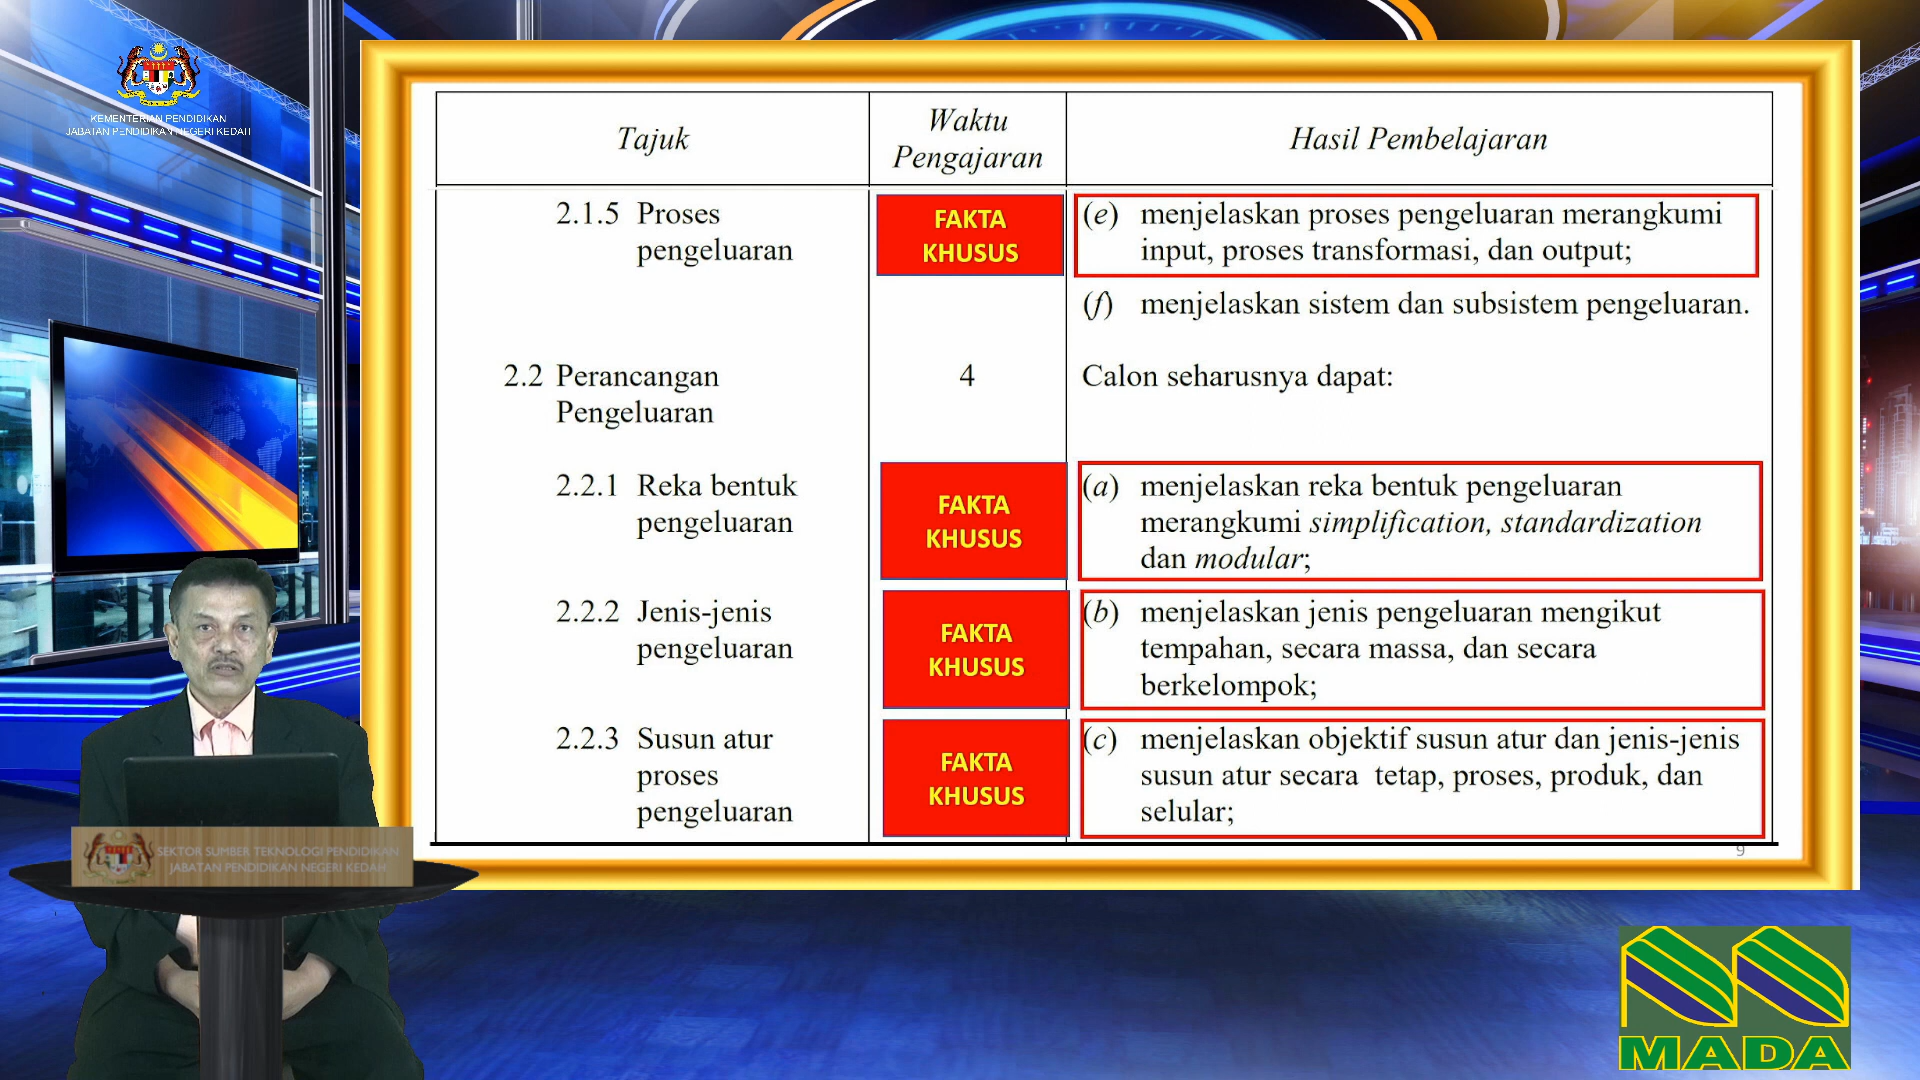 KEMENTERIAN PENDIDIKAN
JABATAN PENDIDIKAN NEGERI KEDAH
Tajuk
Waktu
Pengajaran
Hasil Pembelajaran
2.1.5 Proses
pengeluaran
FAKTA
KHUSUS
(e) menjelaskan proses pengeluaran merangkumi
input, proses transformasi, dan output;
(f) menjelaskan sistem dan subsistem pengeluaran.
2.2 Perancangan
Pengeluaran
4
Calon seharusnya dapat:
2.2.1 Reka bentuk
pengeluaran
FAKTA
KHUSUS
(a) menjelaskan reka bentuk pengeluaran
merangkumi simplification, standardization
dan modular;
2.2.2 Jenis-jenis
pengeluaran
FAKTA
KHUSUS
(b) menjelaskan jenis pengeluaran mengikut
tempahan, secara massa, dan secara
berkelompok;
2.2.3 Susun atur
proses
pengeluaran
FAKTA
KHUSUS
(c) menjelaskan objektif susun atur dan jenis-jenis
susun atur secara tetap, proses, produk, dan
selular;
9
SEKTOR SUMBER TEKNOLOGI PENDIDIKAN
JABATAN PENDIDIKAN NEGERI KEDAH
MADA